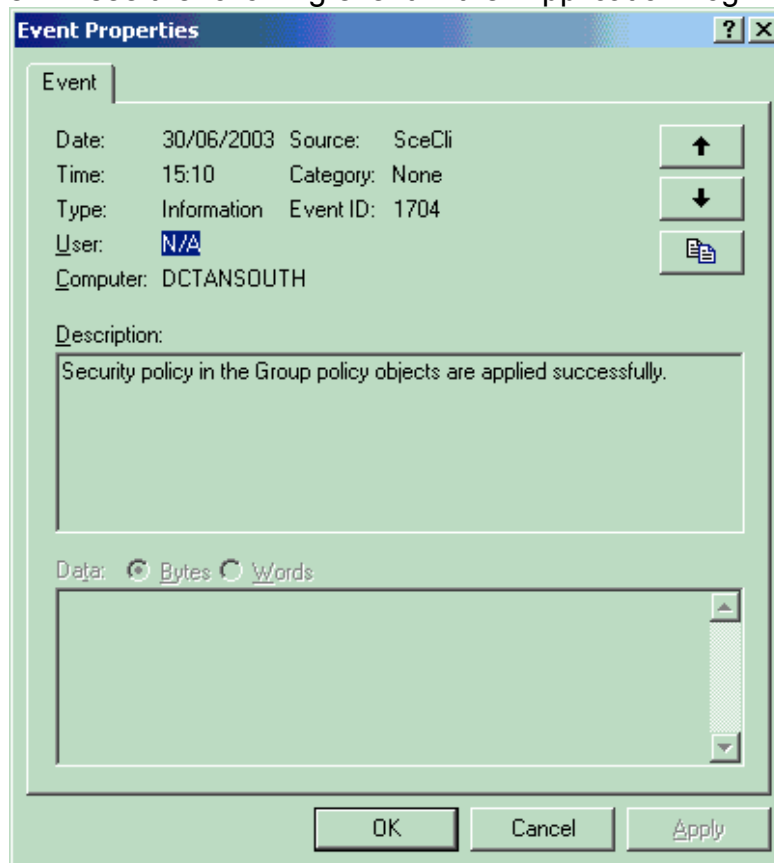 Event Properties
Event
Date: 30/06/2003 Source: SceCli
Time: 15:10 Category: None
Type: Information Event ID: 1704
User: N/A
Computer: DCTANSOUTH
Description:
Security policy in the Group policy objects are applied successfully.
Data: Bytes Words
OK Cancel Apply